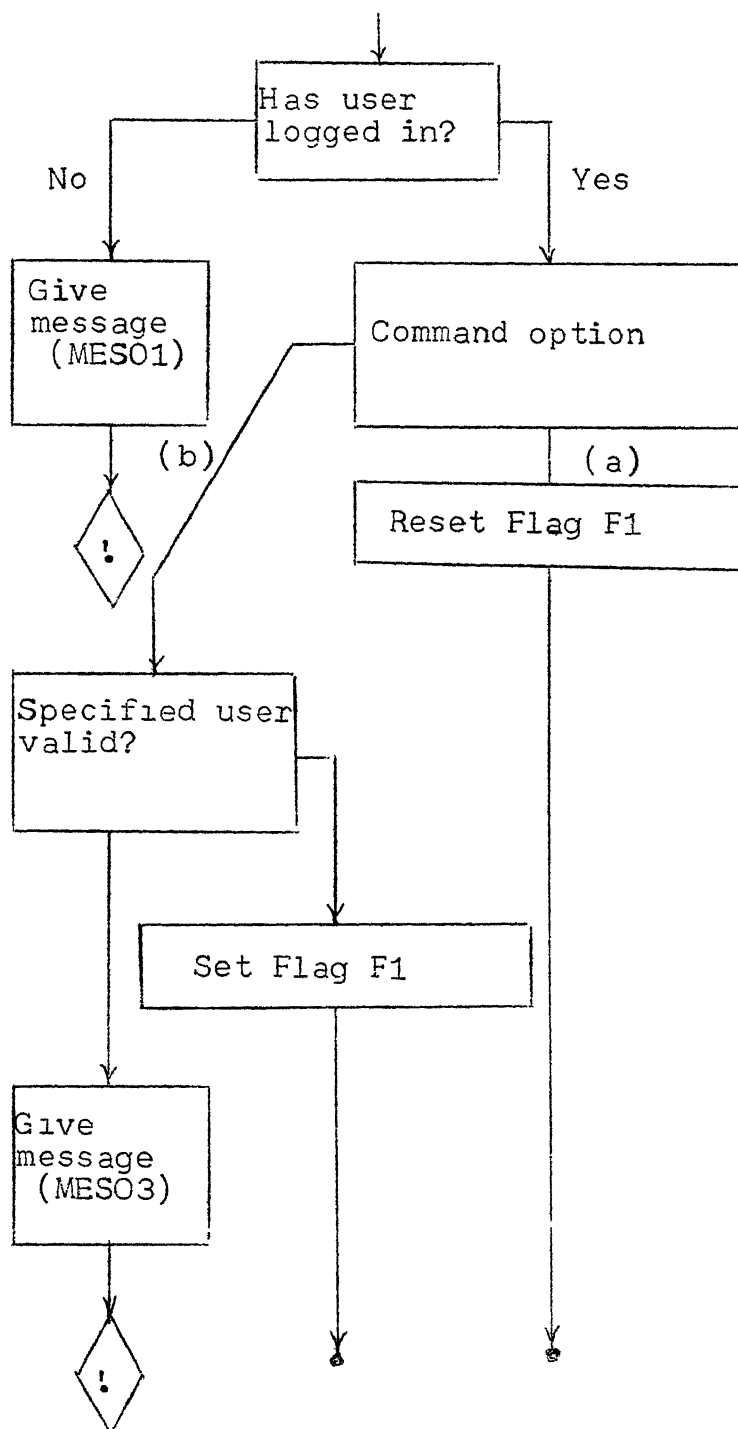 Has user
logged in?
No
Yes
Give
message
(MESO1)
Command option
(b)
(a)
!
Reset Flag F1
Specified user
valid?
Set Flag F1
Give
message
(MESO3)
!